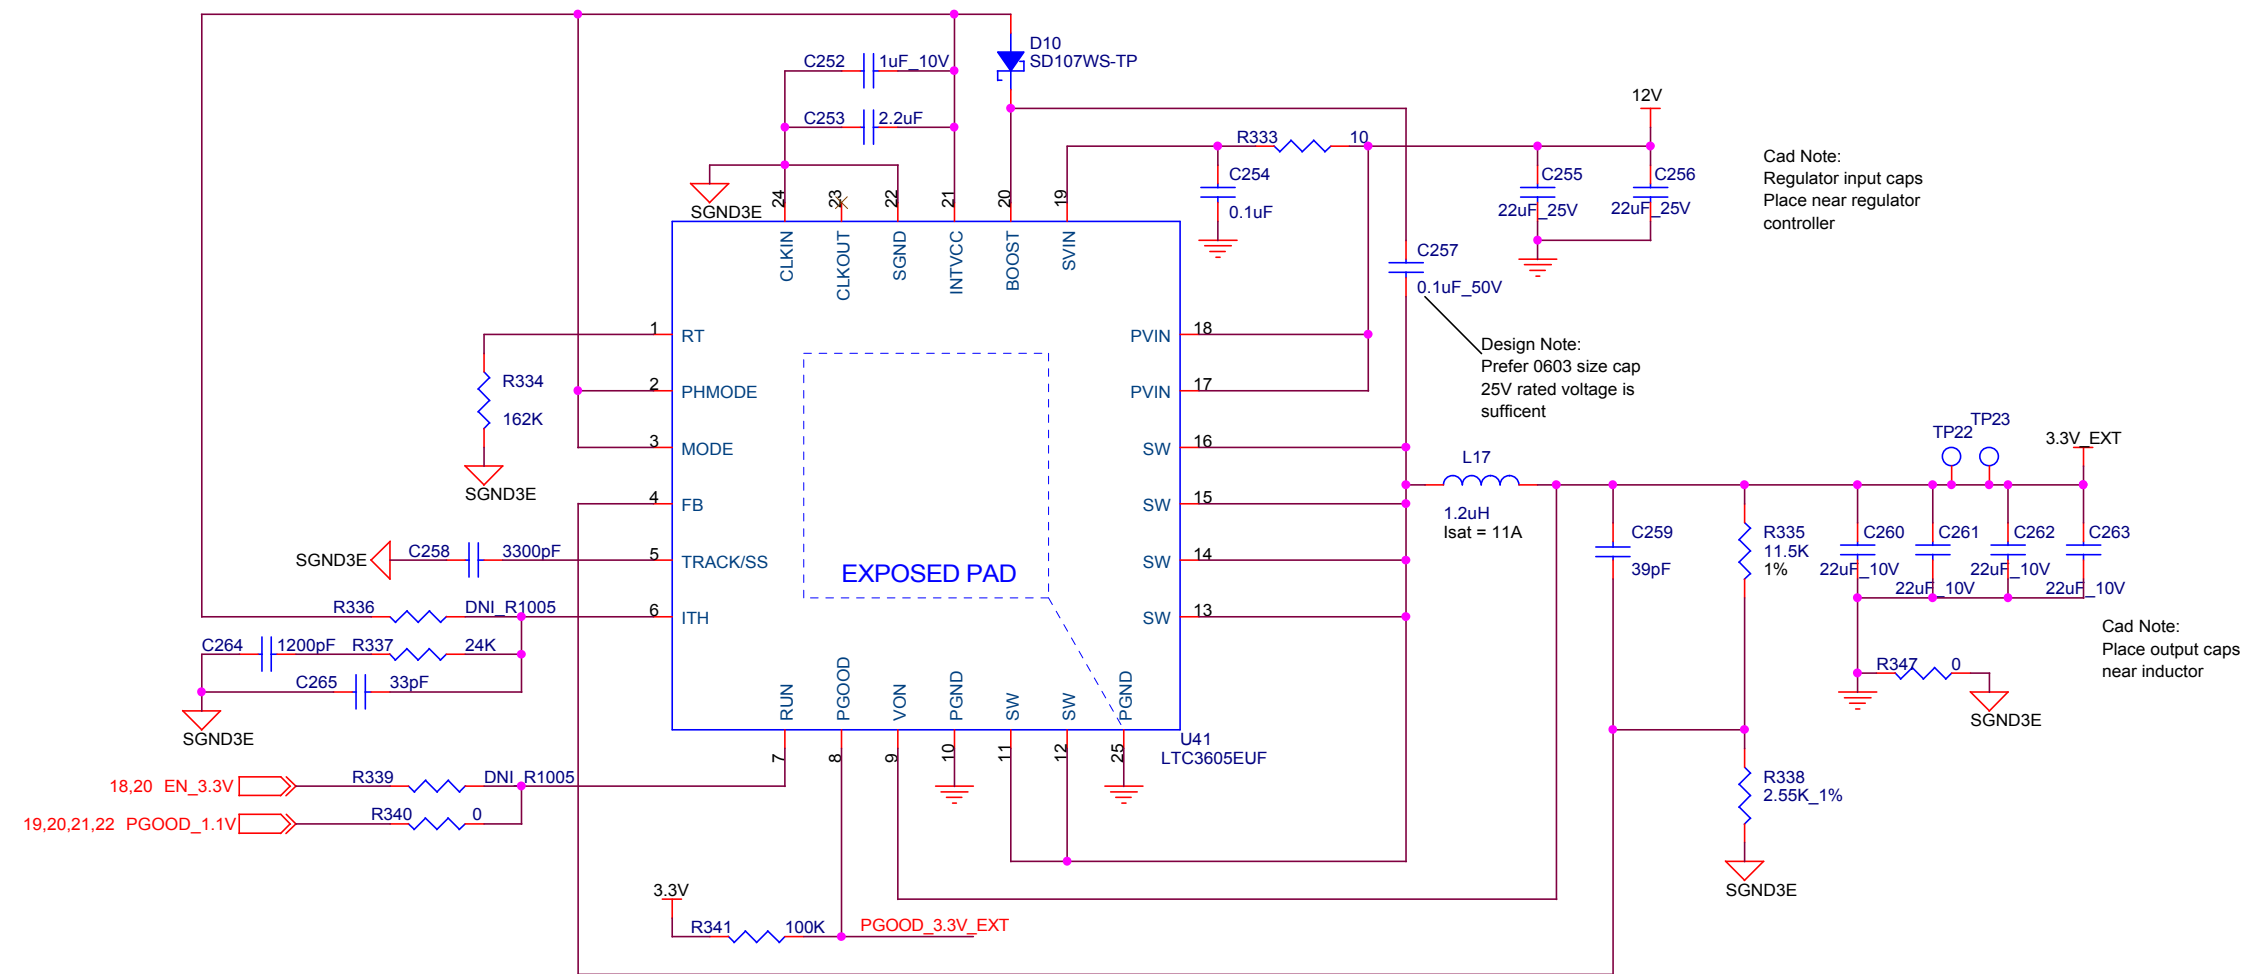 D10
SD107WS-TP
C252
1uF_10V
C253
2.2uF
12V
R333
10
Cad Note:
Regulator input caps
Place near regulator
controller
C254
0.1uF
C255
22uF_25V
C256
22uF_25V
SGND3E
24
23
22
21
20
19
CLKIN
CLKOUT
SGND
INTVCC
BOOST
SVIN
C257
0.1uF_50V
Design Note:
Prefer 0603 size cap
25V rated voltage is
sufficent
1
RT
PVIN
18
R334
162K
2
PHMODE
PVIN
17
3
MODE
SW
16
SGND3E
4
FB
SW
15
5
TRACK/SS
SW
14
6
ITH
SW
13
EXPOSED PAD
L17
1.2uH
Isat = 11A
TP22
TP23
3.3V_EXT
C259
39pF
R335
11.5K
1%
C260
22uF_10V
C261
22uF_10V
C262
22uF_10V
C263
22uF_10V
Cad Note:
Place output caps
near inductor
SGND3E
C258
3300pF
R336
DNI_R1005
C264
1200pF
R337
24K
C265
33pF
SGND3E
R347
0
SGND3E
RUN
PGOOD
VON
PGND
SW
SW
PGND
7
8
9
10
11
12
25
U41
LTC3605EUF
18,20 EN_3.3V
R339
DNI_R1005
19,20,21,22 PGOOD_1.1V
R340
0
R338
2.55K_1%
SGND3E
3.3V
R341
100K
PGOOD_3.3V_EXT